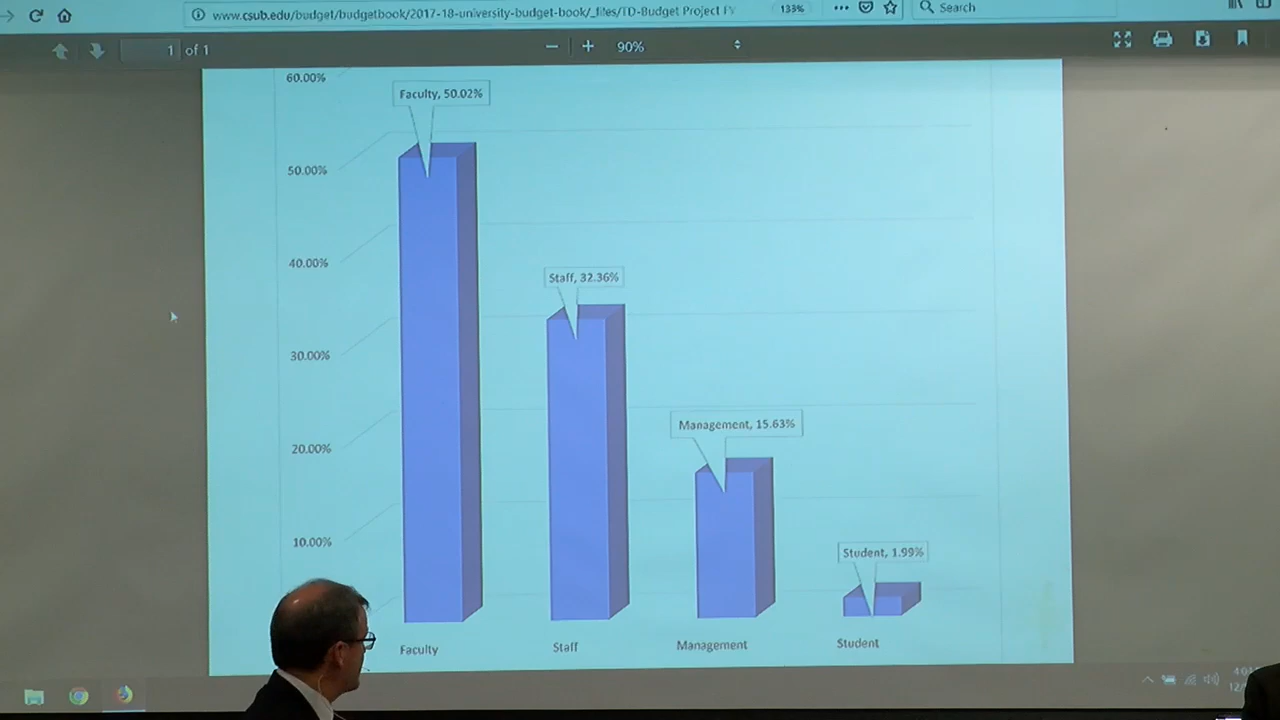 www.csub.edu/budget/budgetbook/2017-18-university-budget-book/_files/TD-Budget Project FY
133%
Search
1 of 1
90%
60.00%
Faculty, 50.02%
50.00%
40.00%
Staff, 32.36%
30.00%
Management, 15.63%
20.00%
10.00%
Student, 1.99%
Faculty
Staff
Management
Student